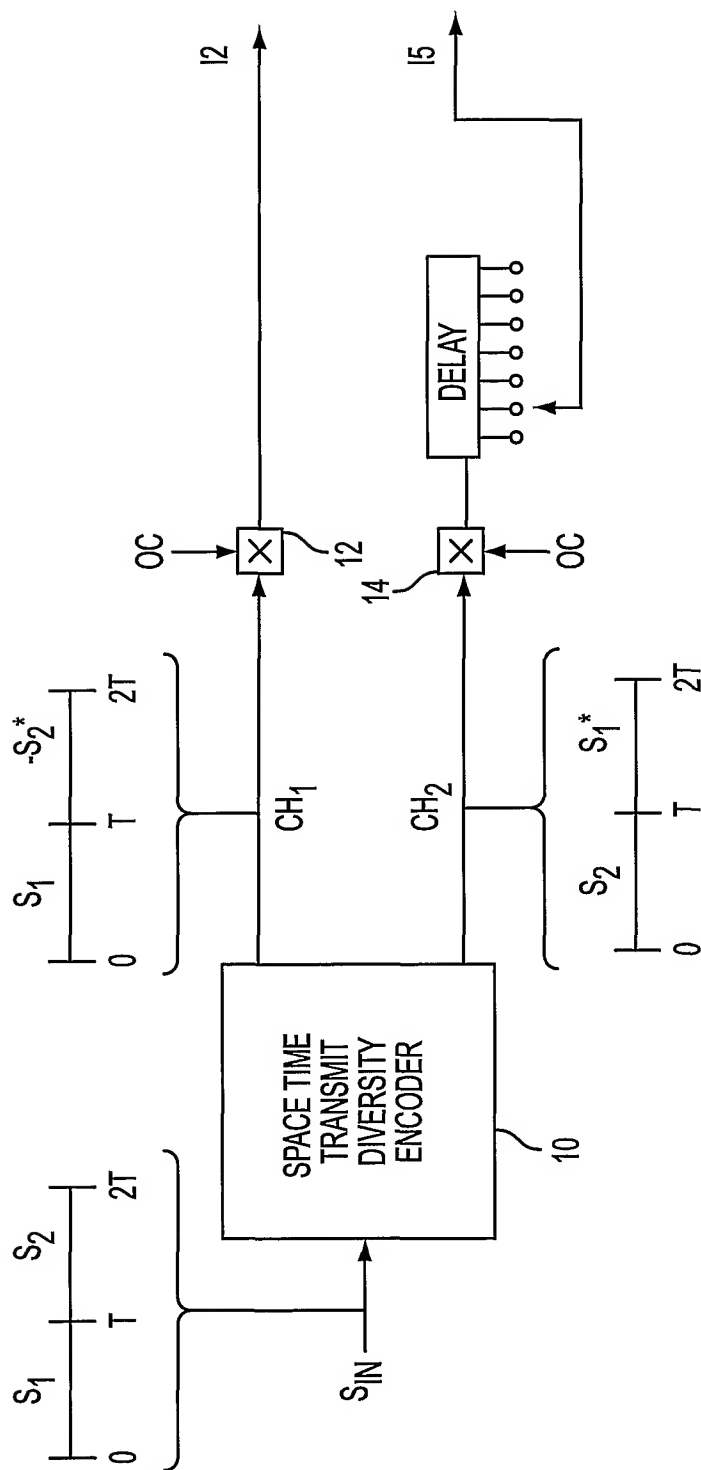 S1 S2
0 T 2T
SIN
SPACE TIME
TRANSMIT
DIVERSITY
ENCODER
10
S1 -S2*
0 T 2T
CH1
CH2
S2 S1*
0 T 2T
OC
12
14
OC
DELAY
I2
I5